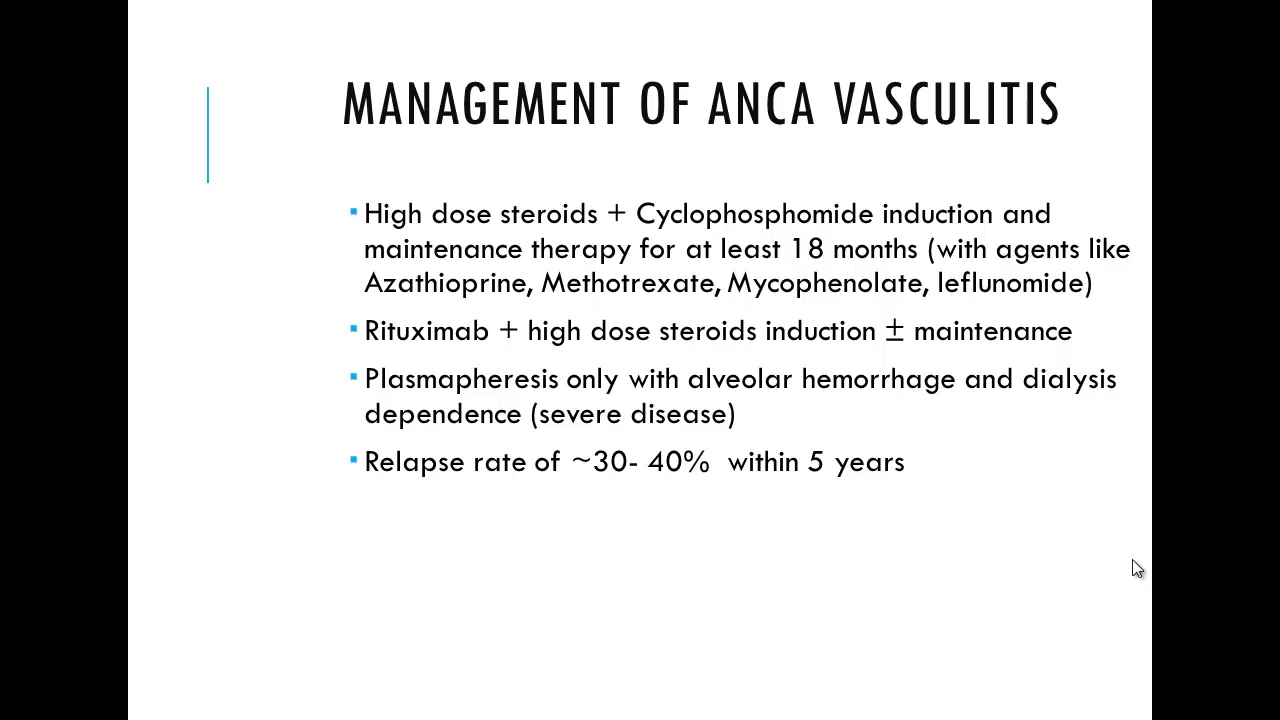 MANAGEMENT OF ANCA VASCULITIS
▪ High dose steroids + Cyclophosphomide induction and
maintenance therapy for at least 18 months (with agents like
Azathioprine, Methotrexate, Mycophenolate, leflunomide)
▪ Rituximab + high dose steroids induction ± maintenance
▪ Plasmapheresis only with alveolar hemorrhage and dialysis
dependence (severe disease)
▪ Relapse rate of ~30- 40%  within 5 years